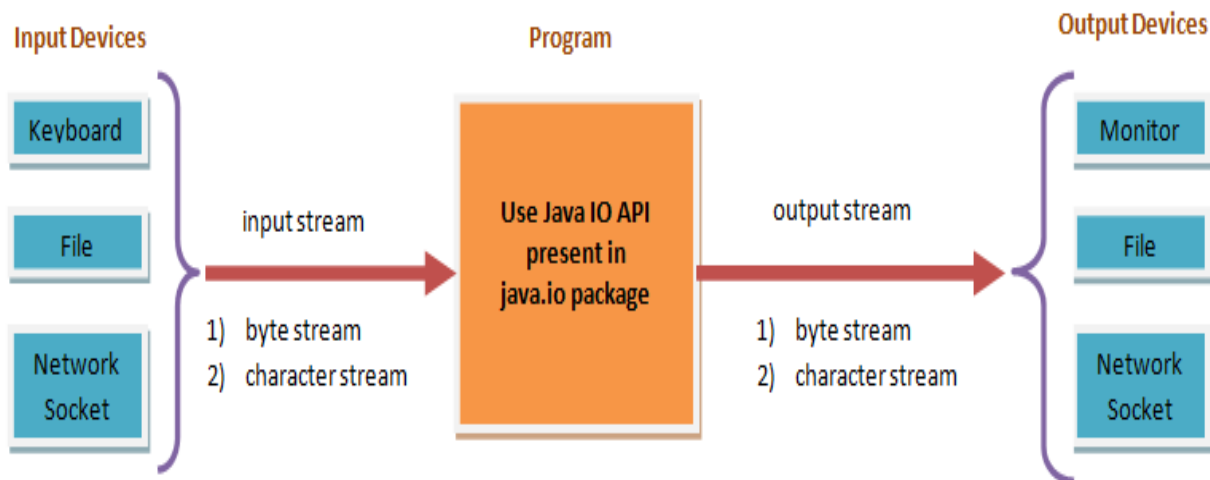 Input Devices
Program
Output Devices
Keyboard
File
Network
Socket
input stream
1) byte stream
2) character stream
Use Java IO API
present in
java.io package
output stream
1) byte stream
2) character stream
Monitor
File
Network
Socket